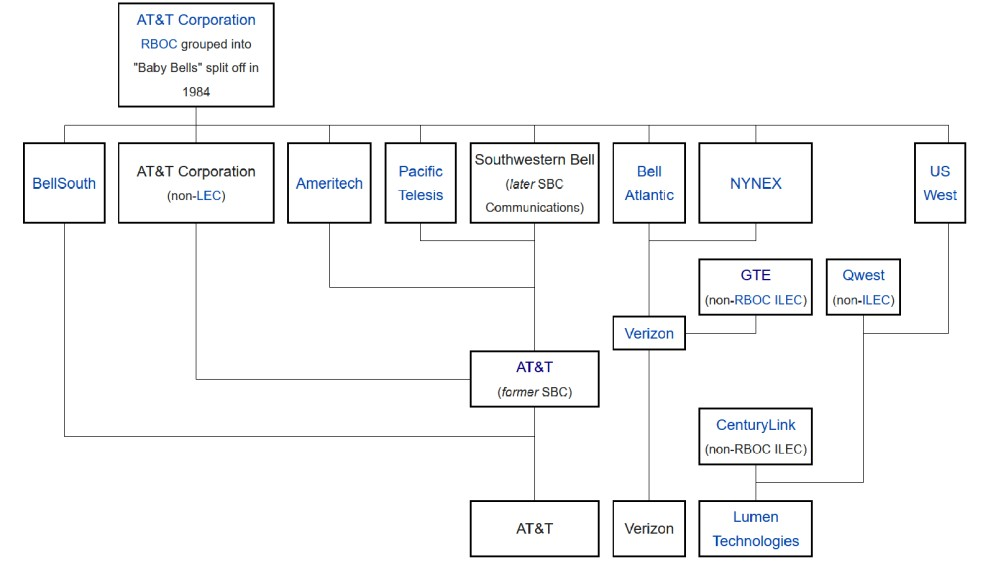 AT&T Corporation
RBOC grouped into
"Baby Bells" split off in
1984
BellSouth
AT&T Corporation
(non-LEC)
Ameritech
Pacific
Telesis
Southwestern Bell
(later SBC
Communications)
Bell
Atlantic
NYNEX
US
West
GTE
(non-RBOC ILEC)
Qwest
(non-ILEC)
Verizon
AT&T
(former SBC)
CenturyLink
(non-RBOC ILEC)
AT&T
Verizon
Lumen
Technologies